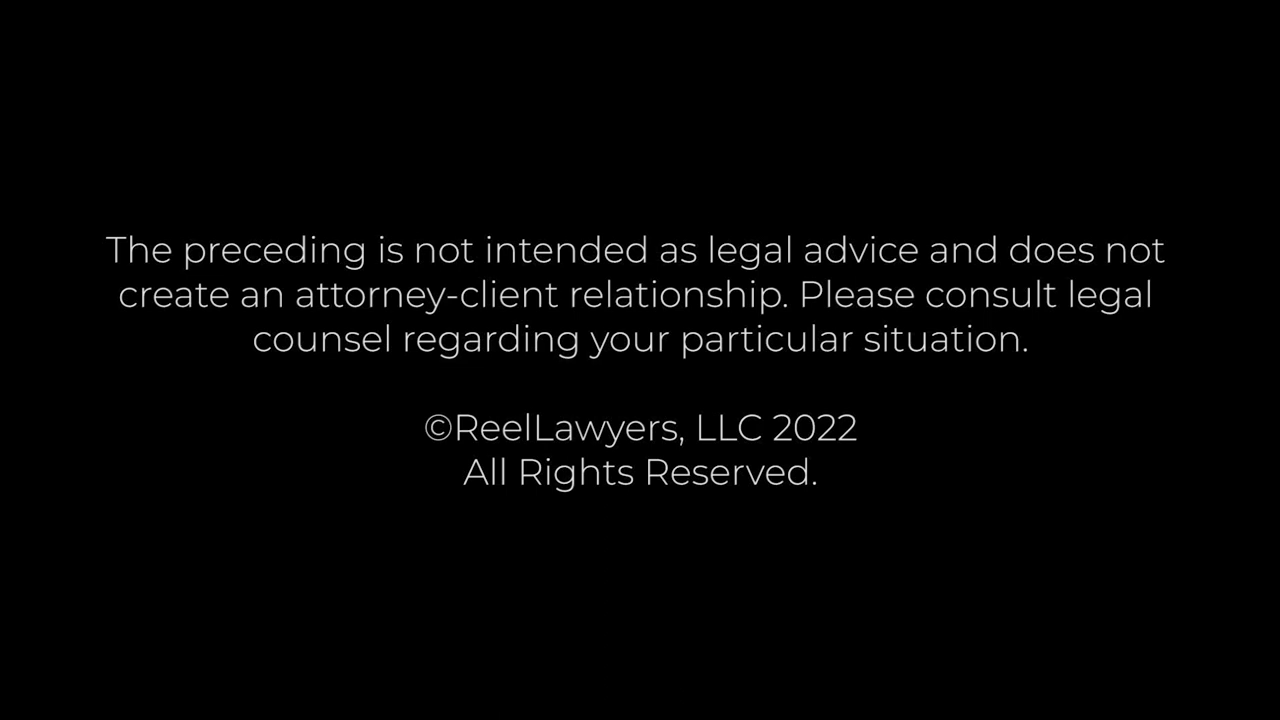 The preceding is not intended as legal advice and does not
create an attorney-client relationship. Please consult legal
counsel regarding your particular situation.
©ReelLawyers, LLC 2022
All Rights Reserved.